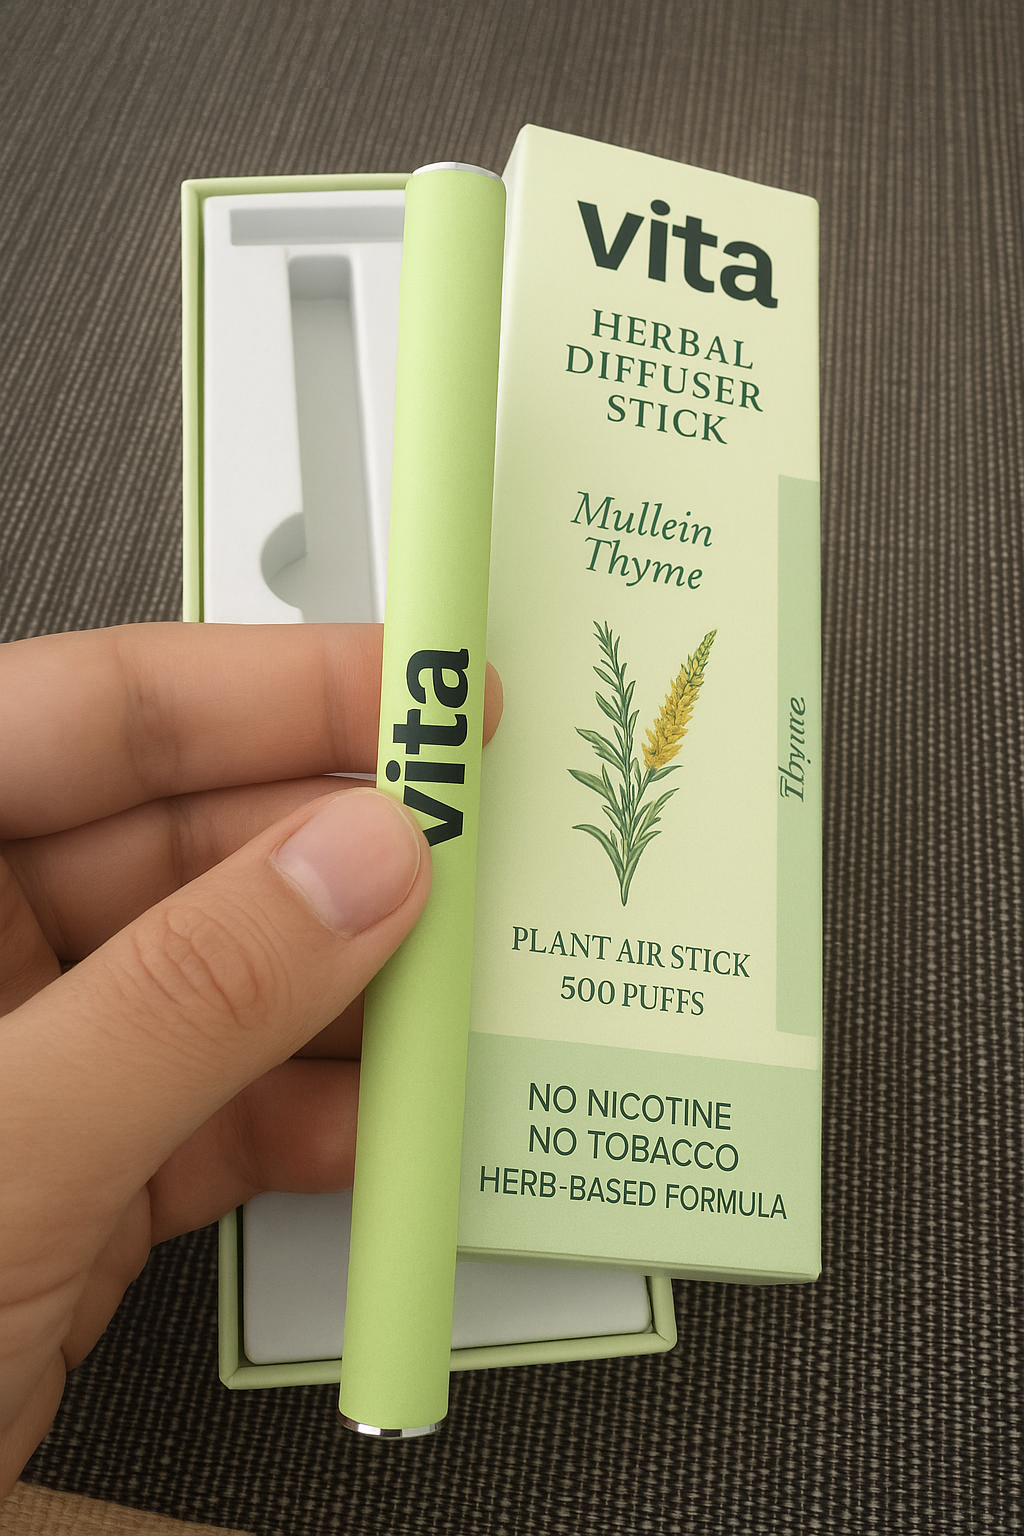 vita
HERBAL
DIFFUSER
STICK
Mullein
Thyme
PLANT AIR STICK
500 PUFFS
NO NICOTINE
NO TOBACCO
HERB-BASED FORMULA
Thyme
vita